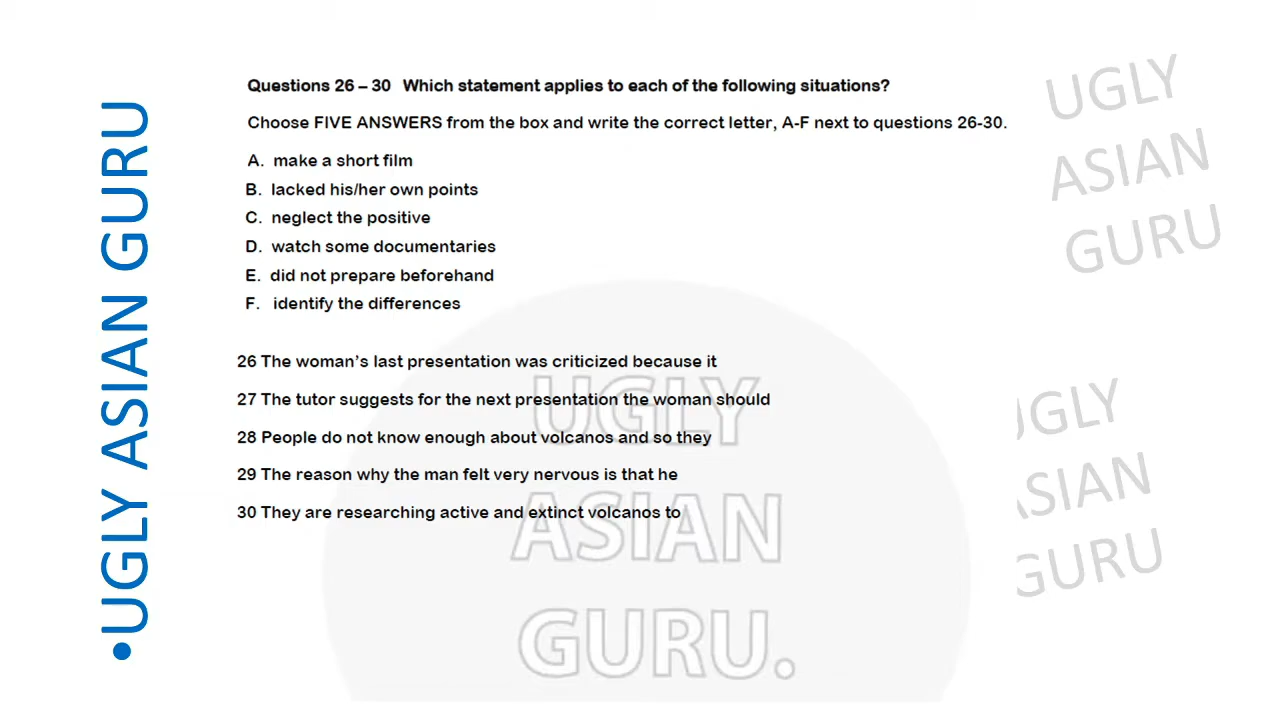 •UGLY ASIAN GURU
Questions 26 – 30 Which statement applies to each of the following situations?
Choose FIVE ANSWERS from the box and write the correct letter, A-F next to questions 26-30.
A. make a short film
B. lacked his/her own points
C. neglect the positive
D. watch some documentaries
E. did not prepare beforehand
F. identify the differences
26 The woman's last presentation was criticized because it
27 The tutor suggests for the next presentation the woman should
28 People do not know enough about volcanos and so they
29 The reason why the man felt very nervous is that he
30 They are researching active and extinct volcanos to
UGLY
ASIAN
GURU.
UGLY
ASIAN
GURU
UGLY
ASIAN
GURU